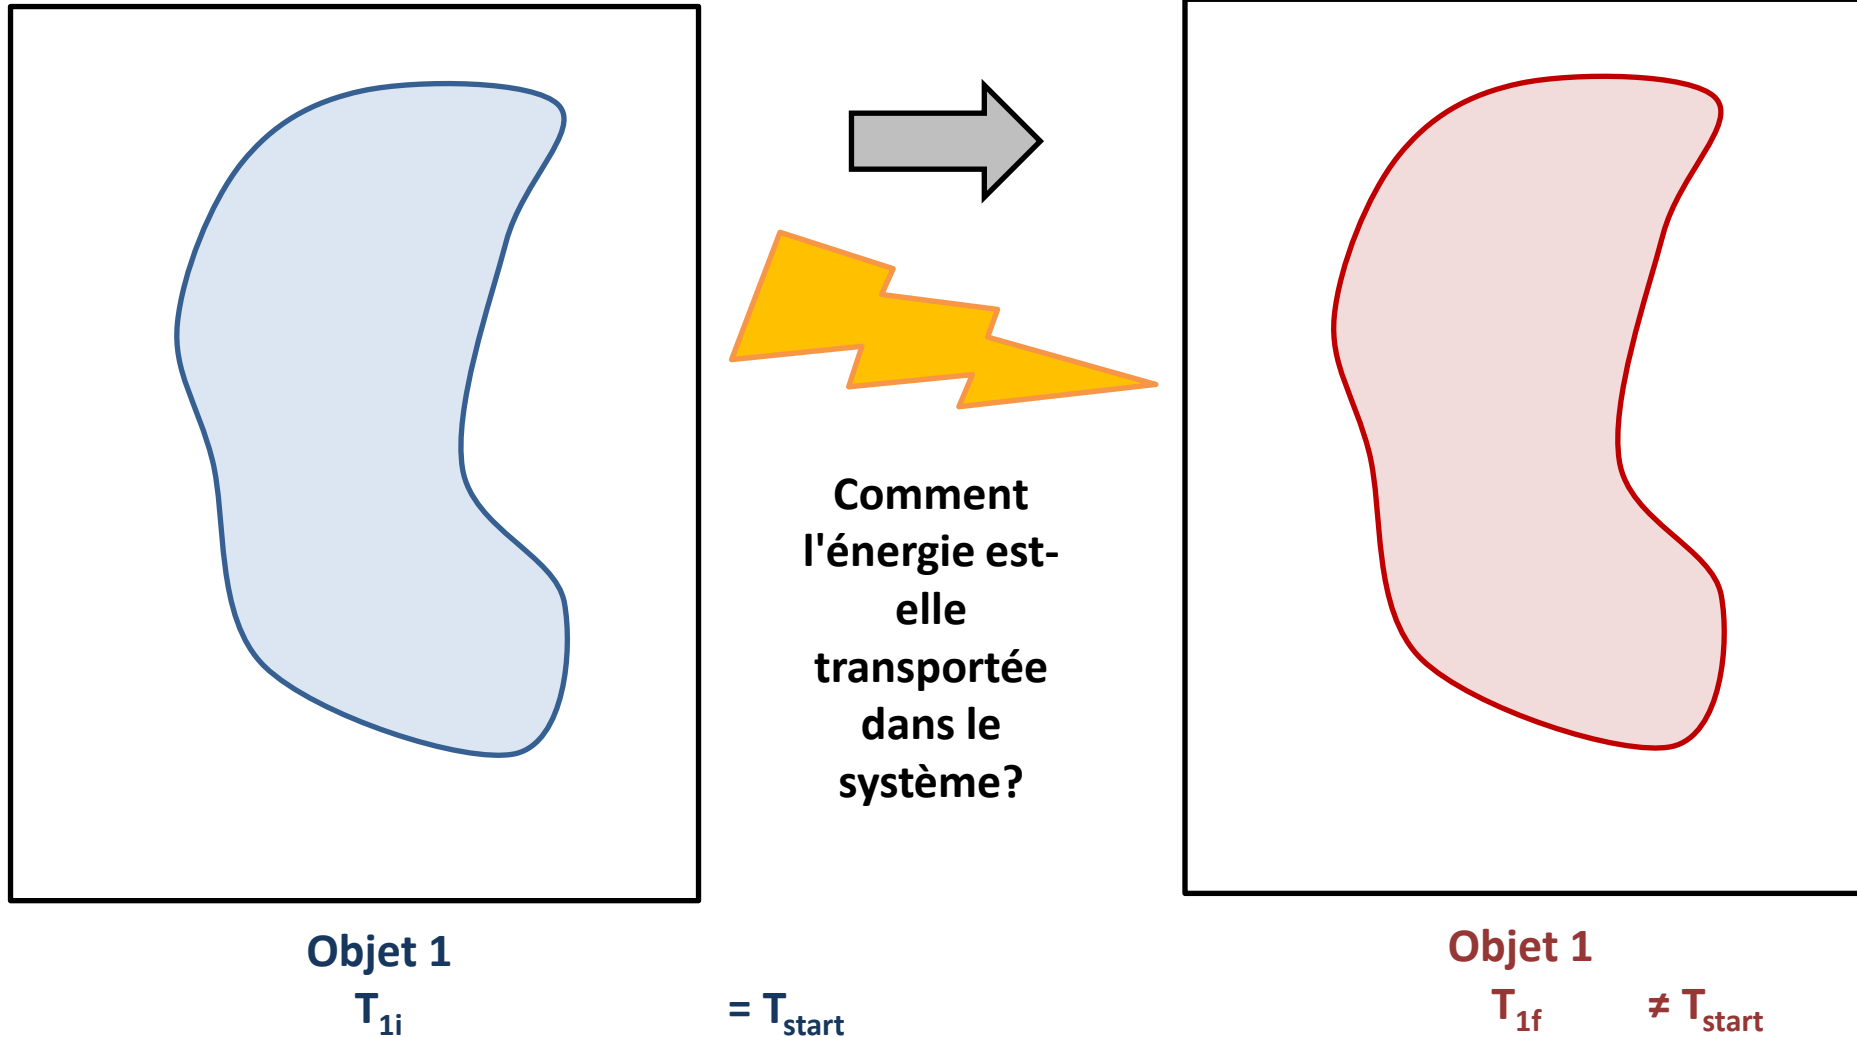 Comment
l'énergie est-
elle
transportée
dans le
système?
Objet 1
T1i = Tstart
Objet 1
T1f ≠ Tstart